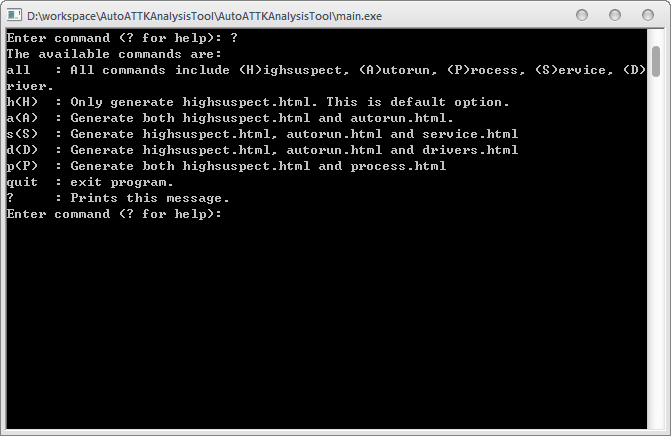 D:\workspace\AutoATTKAnalysisTool\AutoATTKAnalysisTool\main.exe
Enter command (? for help): ?
The available commands are:
all   : All commands include (H)ighsuspect, (A)utorun, (P)rocess, (S)ervice, (D)
river.
h(H)  : Only generate highsuspect.html. This is default option.
a(A)  : Generate both highsuspect.html and autorun.html.
s(S)  : Generate highsuspect.html, autorun.html and service.html
d(D)  : Generate highsuspect.html, autorun.html and drivers.html
p(P)  : Generate both highsuspect.html and process.html
quit  : exit program.
?     : Prints this message.
Enter command (? for help):